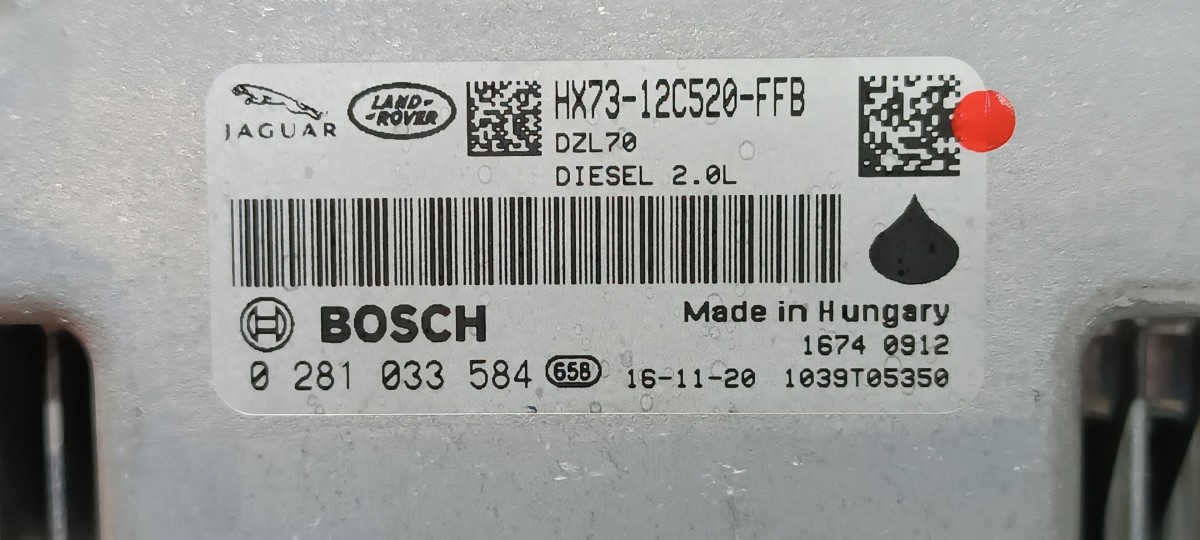 JAGUAR
LAND-
-ROVER
HX73-12C520-FFB
DZL70
DIESEL 2.0L
BOSCH
Made in Hungary
1674 0912
0 281 033 584 65B 16-11-20 1039T05350